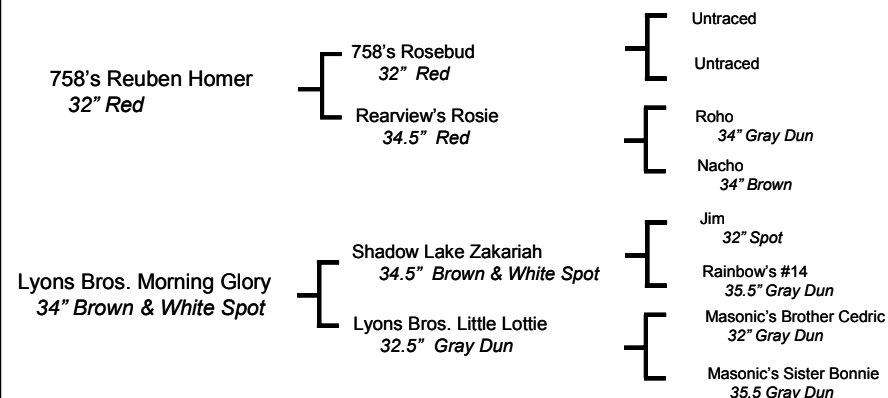 758's Reuben Homer
32” Red
758's Rosebud
32” Red
Rearview's Rosie
34.5” Red
Untraced
Untraced
Roho
34” Gray Dun
Nacho
34” Brown
Lyons Bros. Morning Glory
34” Brown & White Spot
Shadow Lake Zakariah
34.5” Brown & White Spot
Lyons Bros. Little Lottie
32.5” Gray Dun
Jim
32” Spot
Rainbow's #14
35.5” Gray Dun
Masonic's Brother Cedric
32” Gray Dun
Masonic's Sister Bonnie
35.5 Gray Dun